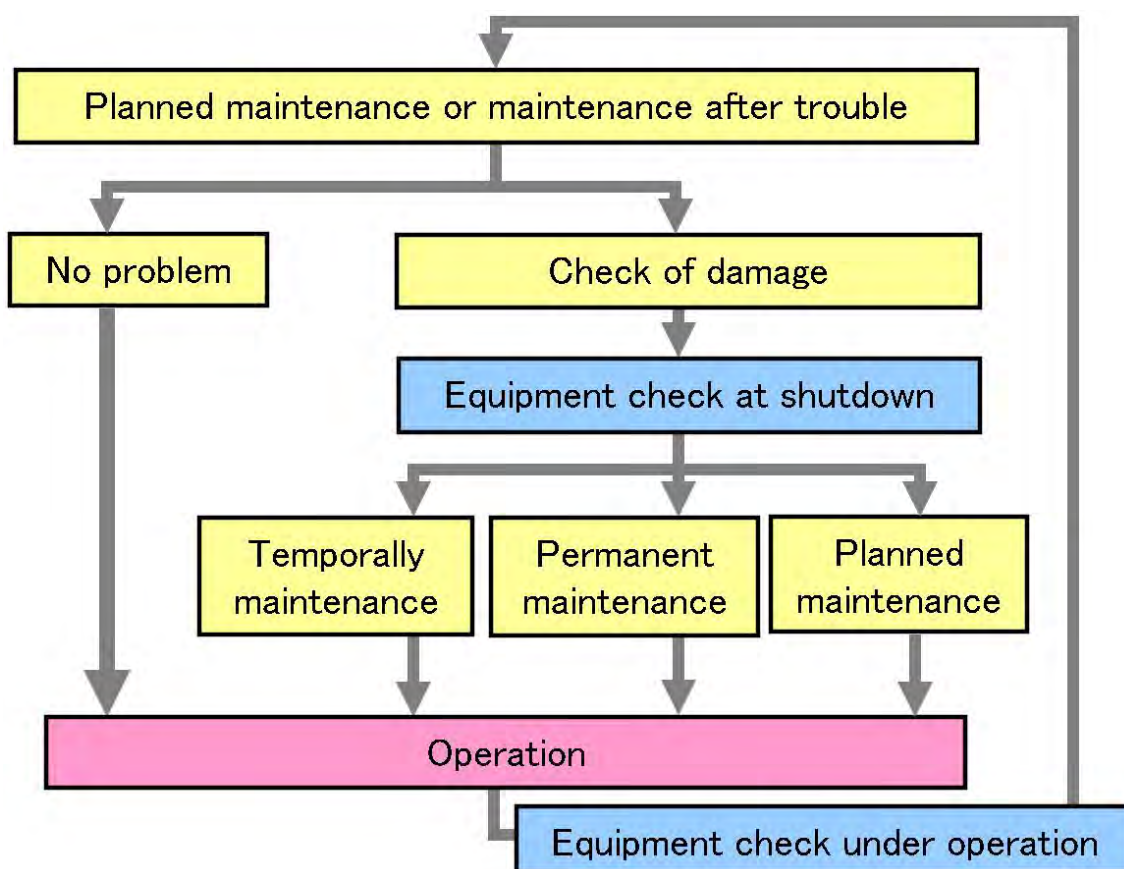 Planned maintenance or maintenance after trouble
No problem
Check of damage
Equipment check at shutdown
Temporally
maintenance
Permanent
maintenance
Planned
maintenance
Operation
Equipment check under operation